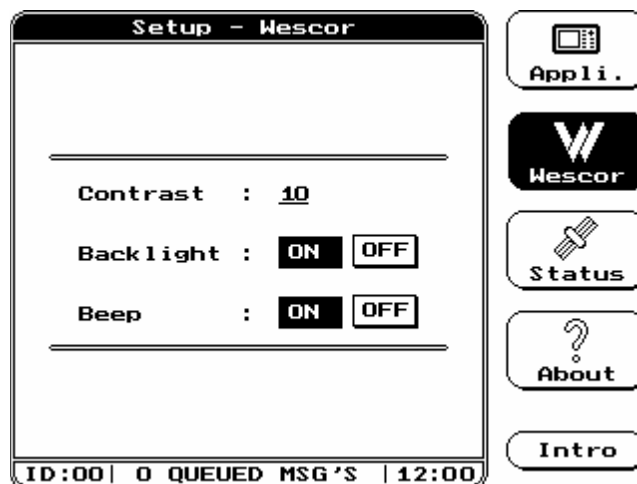 Setup - Wescor
Contrast : 10
Backlight : ON OFF
Beep : ON OFF
ID:00| 0 QUEUED MSG'S |12:00
Appli.
Wescor
Status
About
Intro